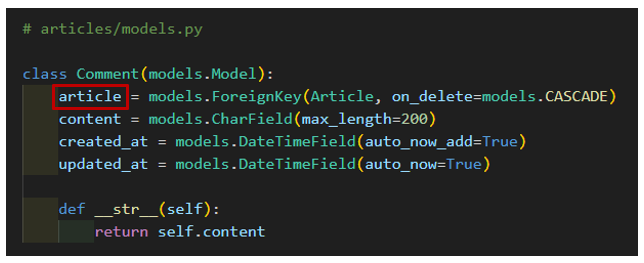 # articles/models.py
class Comment(models.Model):
    article = models.ForeignKey(Article, on_delete=models.CASCADE)
    content = models.CharField(max_length=200)
    created_at = models.DateTimeField(auto_now_add=True)
    updated_at = models.DateTimeField(auto_now=True)
    def __str__(self):
        return self.content